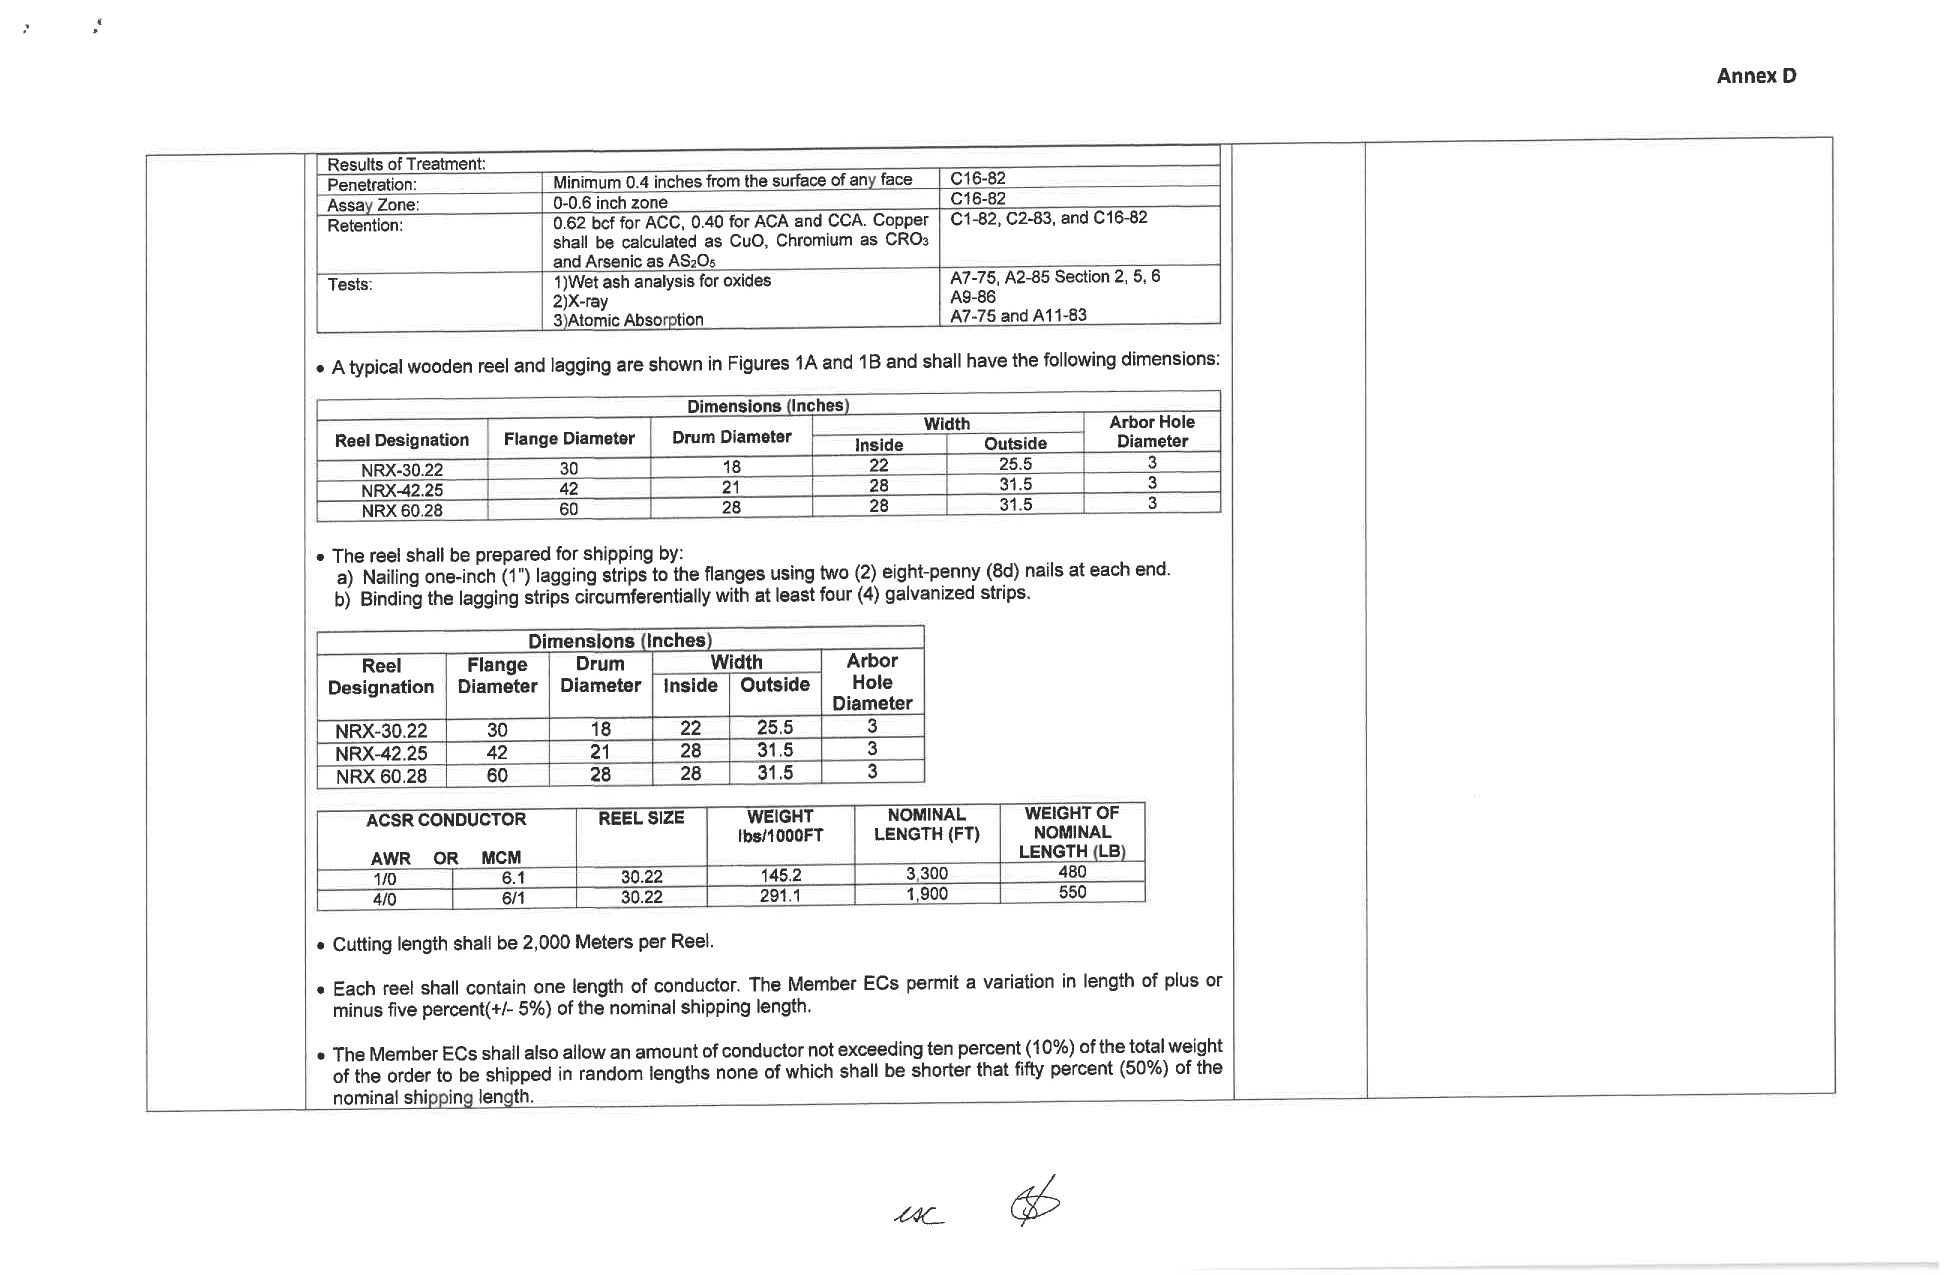 Annex D
Results of Treatment:
Penetration: Minimum 0.4 inches from the surface of any face C16-82
Assay Zone: 0-0.6 inch zone C16-82
Retention: 0.62 bcf for ACC, 0.40 for ACA and CCA. Copper C1-82, C2-83, and C16-82
shall be calculated as CuO, Chromium as CRO₃
and Arsenic as AS₂O₅
Tests: 1)Wet ash analysis for oxides A7-75, A2-85 Section 2, 5, 6
2)X-ray A9-86
3)Atomic Absorption A7-75 and A11-83
• A typical wooden reel and lagging are shown in Figures 1A and 1B and shall have the following dimensions:
Dimensions (Inches)
Reel Designation Flange Diameter Drum Diameter Width Arbor Hole Diameter
Inside Outside
NRX-30.22 30 18 22 25.5 3
NRX-42.25 42 21 28 31.5 3
NRX 60.28 60 28 28 31.5 3
• The reel shall be prepared for shipping by:
a) Nailing one-inch (1") lagging strips to the flanges using two (2) eight-penny (8d) nails at each end.
b) Binding the lagging strips circumferentially with at least four (4) galvanized strips.
Dimensions (Inches)
Reel Flange Drum Width Arbor
Designation Diameter Diameter Inside Outside Hole
Diameter
NRX-30.22 30 18 22 25.5 3
NRX-42.25 42 21 28 31.5 3
NRX 60.28 60 28 28 31.5 3
ACSR CONDUCTOR REEL SIZE WEIGHT NOMINAL WEIGHT OF
lbs/1000FT LENGTH (FT) NOMINAL
AWR OR MCM LENGTH (LB)
1/0 6.1 30.22 145.2 3,300 480
4/0 6/1 30.22 291.1 1,900 550
• Cutting length shall be 2,000 Meters per Reel.
• Each reel shall contain one length of conductor. The Member ECs permit a variation in length of plus or
minus five percent(+/- 5%) of the nominal shipping length.
• The Member ECs shall also allow an amount of conductor not exceeding ten percent (10%) of the total weight
of the order to be shipped in random lengths none of which shall be shorter that fifty percent (50%) of the
nominal shipping length.